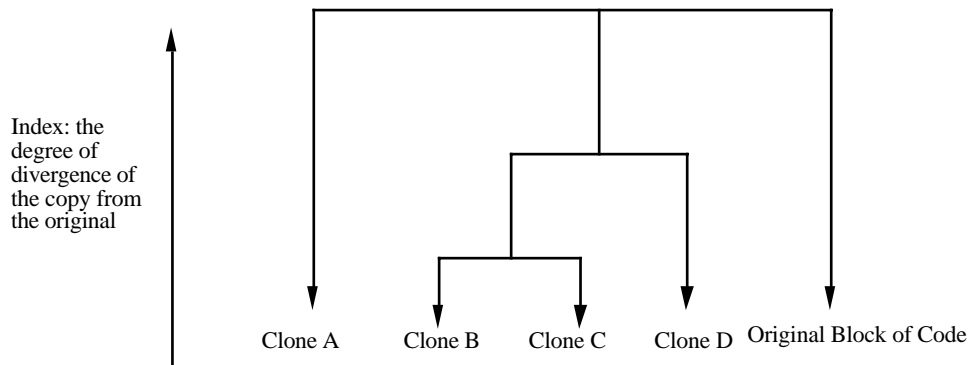 Index: the
degree of
divergence of
the copy from
the original
Clone A
Clone B
Clone C
Clone D
Original Block of Code